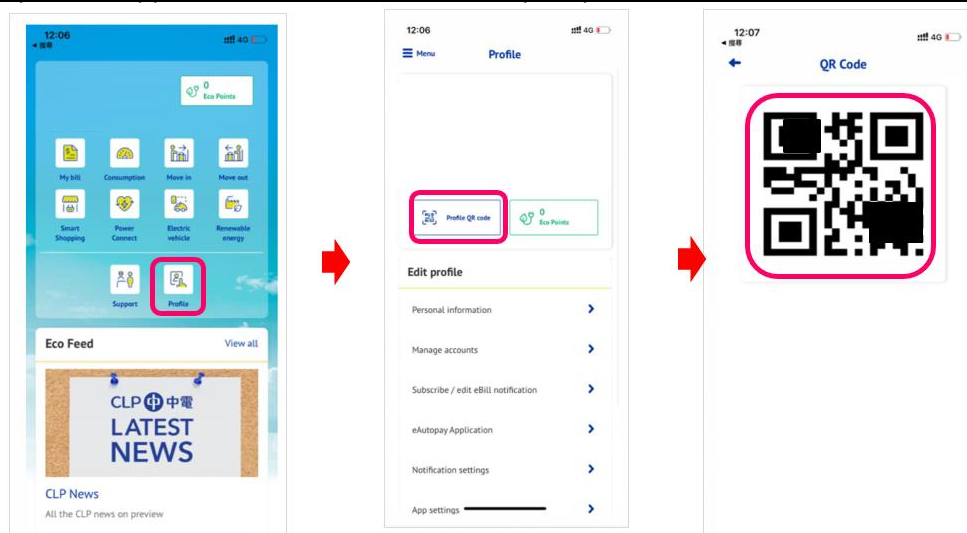 12:06
搜尋
4G
0
Eco Points
My bill
Consumption
Move in
Move out
Smart
Shopping
Power
Connect
Electric
vehicle
Renewable
energy
Support
Profile
Eco Feed
View all
CLP 中電
LATEST
NEWS
CLP News
All the CLP news on preview
12:06
4G
Menu
Profile
Profile QR code
0
Eco Points
Edit profile
Personal information
Manage accounts
Subscribe / edit eBill notification
eAutopay Application
Notification settings
App settings
12:07
搜尋
4G
QR Code